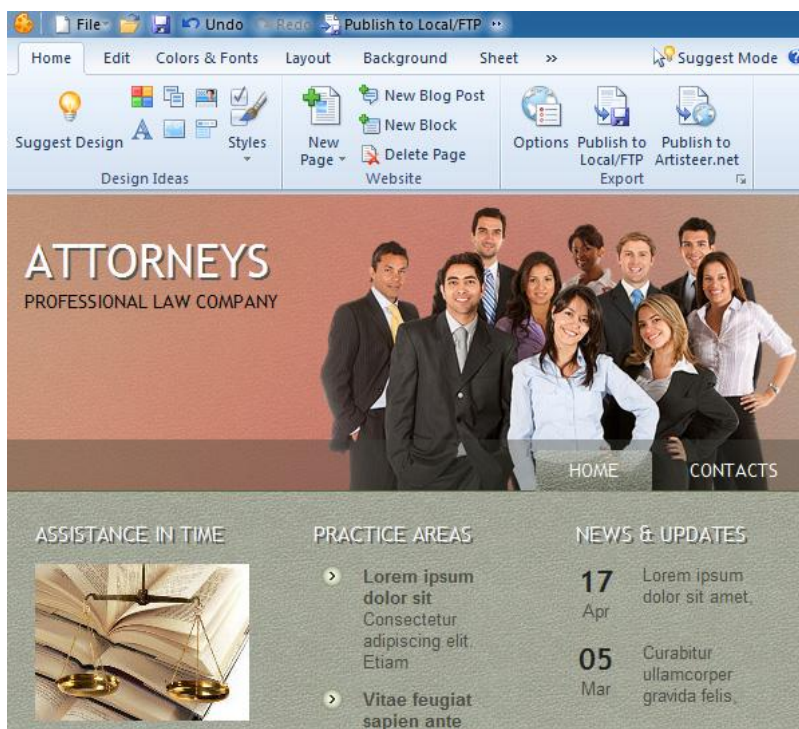 File Undo Redo Publish to Local/FTP
Home Edit Colors & Fonts Layout Background Sheet » Suggest Mode
Suggest Design
Styles
Design Ideas
New
Page
New Blog Post
New Block
Delete Page
Website
Options
Publish to
Local/FTP
Publish to
Artisteer.net
Export
ATTORNEYS
PROFESSIONAL LAW COMPANY
HOME CONTACTS
ASSISTANCE IN TIME
PRACTICE AREAS
Lorem ipsum
dolor sit
Consectetur
adipiscing elit.
Etiam
Vitae feugiat
sapien ante
NEWS & UPDATES
17
Apr
Lorem ipsum
dolor sit amet,
05
Mar
Curabitur
ullamcorper
gravida felis,